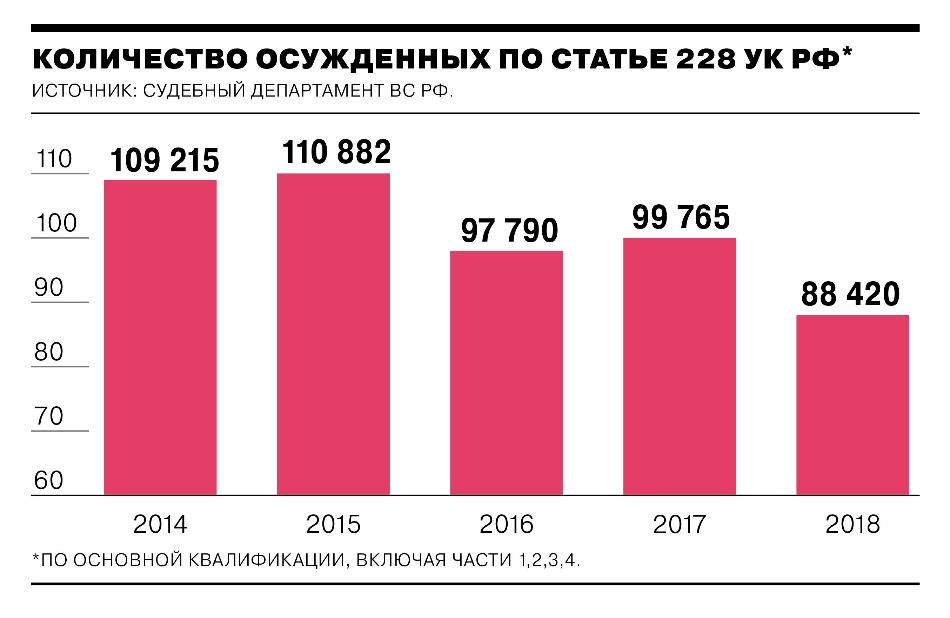 КОЛИЧЕСТВО ОСУЖДЕННЫХ ПО СТАТЬЕ 228 УК РФ*
ИСТОЧНИК: СУДЕБНЫЙ ДЕПАРТАМЕНТ ВС РФ.
110
109 215
110 882
100
97 790
99 765
90
88 420
80
70
60
2014 2015 2016 2017 2018
*ПО ОСНОВНОЙ КВАЛИФИКАЦИИ, ВКЛЮЧАЯ ЧАСТИ 1,2,3,4.